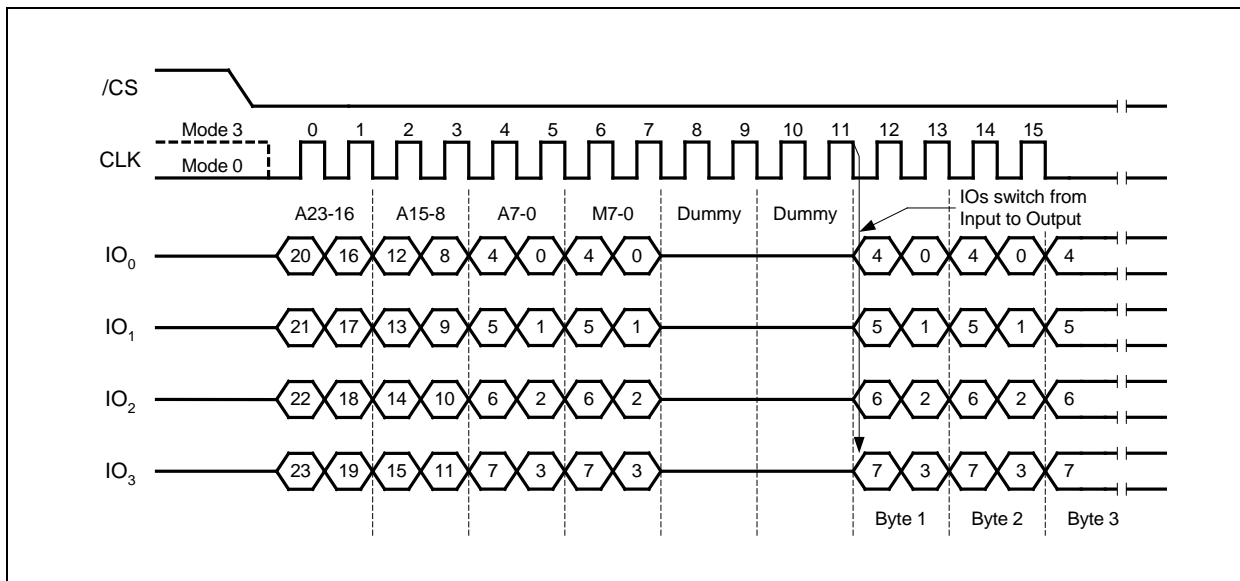 /CS
Mode 3 0 1 2 3 4 5 6 7 8 9 10 11 12 13 14 15
CLK
Mode 0
IOs switch from
Input to Output
A23-16 A15-8 A7-0 M7-0 Dummy Dummy
IO0 20 16 12 8 4 0 4 0 4 0 4 0 4
IO1 21 17 13 9 5 1 5 1 5 1 5 1 5
IO2 22 18 14 10 6 2 6 2 6 2 6 2 6
IO3 23 19 15 11 7 3 7 3 7 3 7 3 7
Byte 1 Byte 2 Byte 3